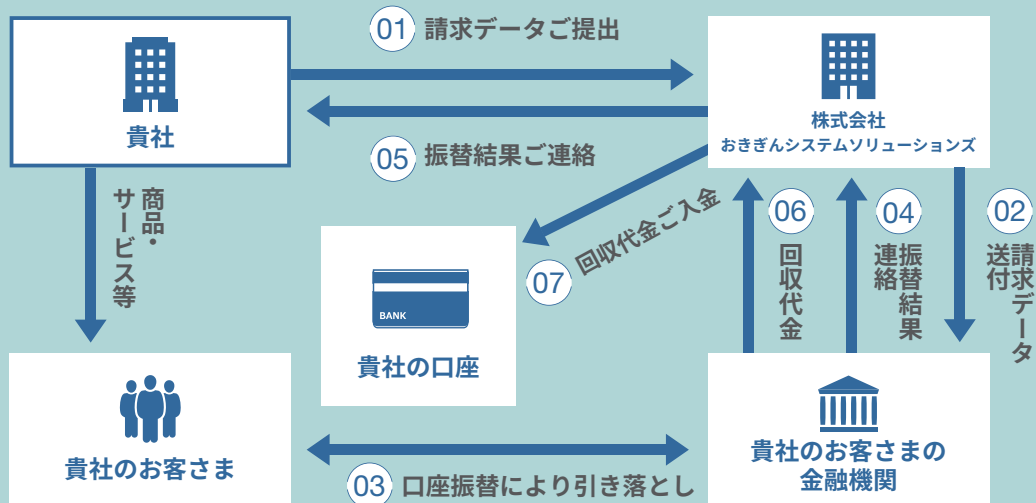 01 請求データご提出
貴社
株式会社
おきぎんシステムソリューションズ
05 振替結果ご連絡
商品・
サービス等
07 回収代金ご入金
06
回収代金
04
振替結果
連絡
02
請求データ
送付
BANK
貴社の口座
貴社のお客さま
貴社のお客さまの
金融機関
03 口座振替により引き落とし